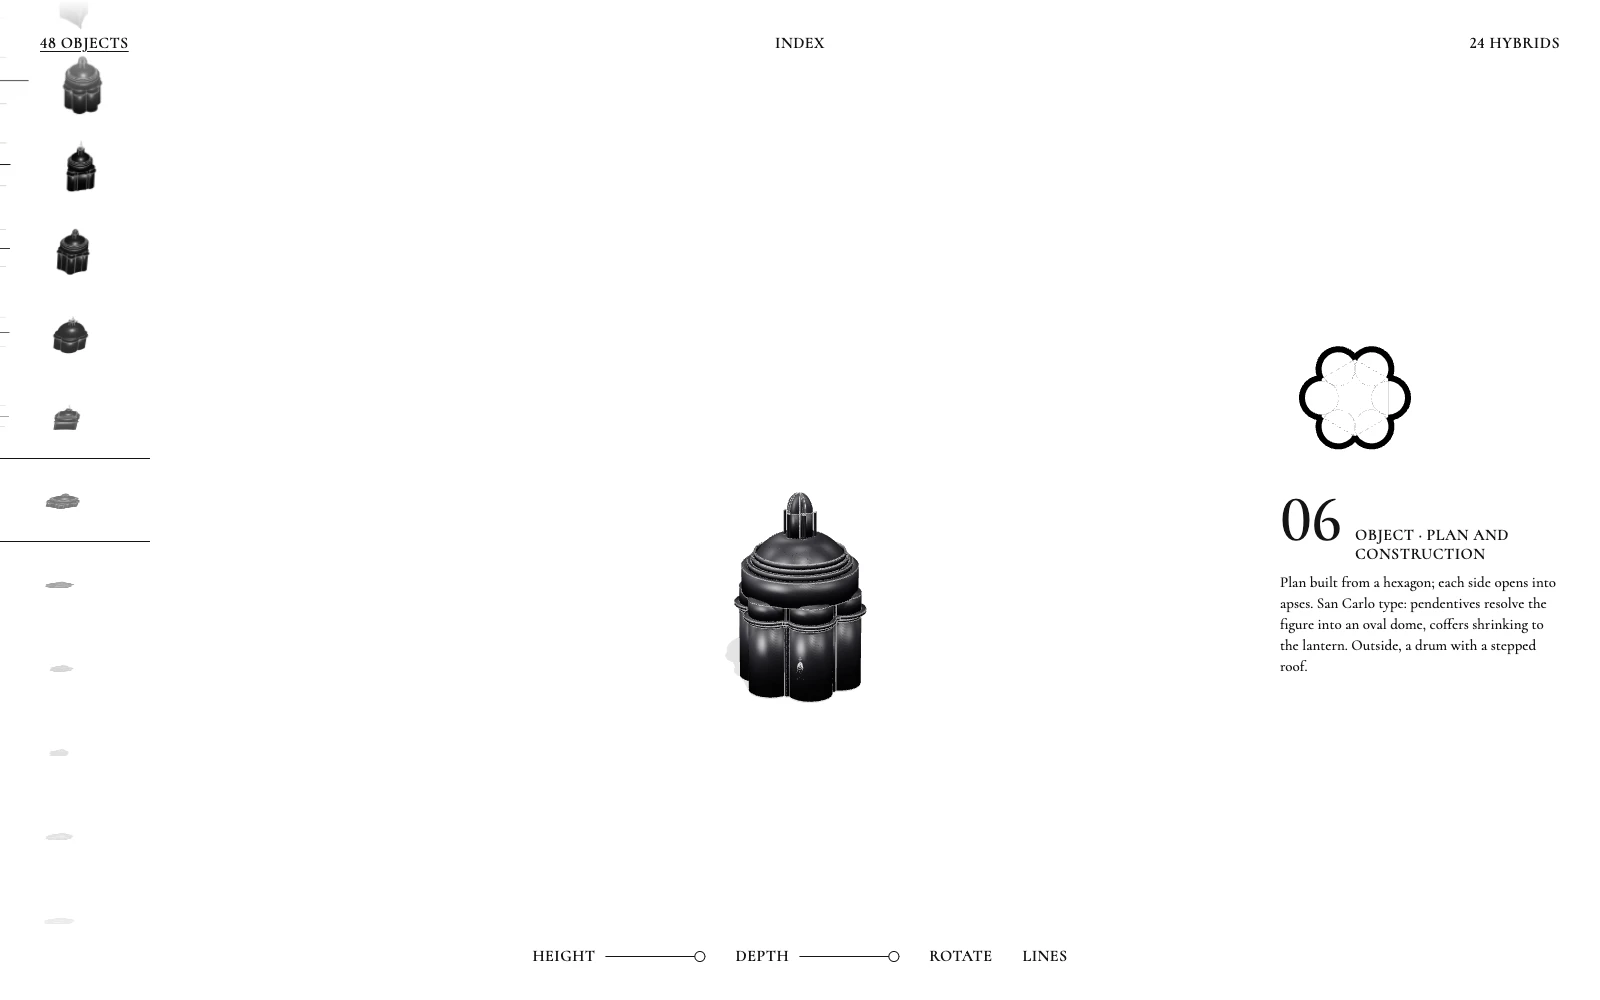 48 OBJECTS
INDEX
24 HYBRIDS
06
OBJECT · PLAN AND
CONSTRUCTION
Plan built from a hexagon; each side opens into
apses. San Carlo type: pendentives resolve the
figure into an oval dome, coffers shrinking to
the lantern. Outside, a drum with a stepped
roof.
HEIGHT
DEPTH
ROTATE
LINES